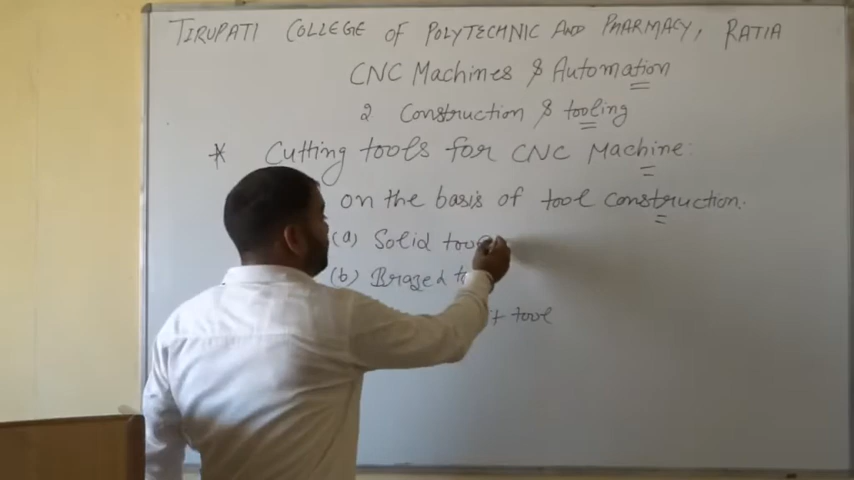 TIRUPATI COLLEGE OF POLYTECHNIC AND PHARMACY, RATIA
CNC Machines & Automation
2 Construction & tooling
* Cutting tools for CNC Machine:
on the basis of tool construction.
(a) Solid tool
(b) Brazed
tool